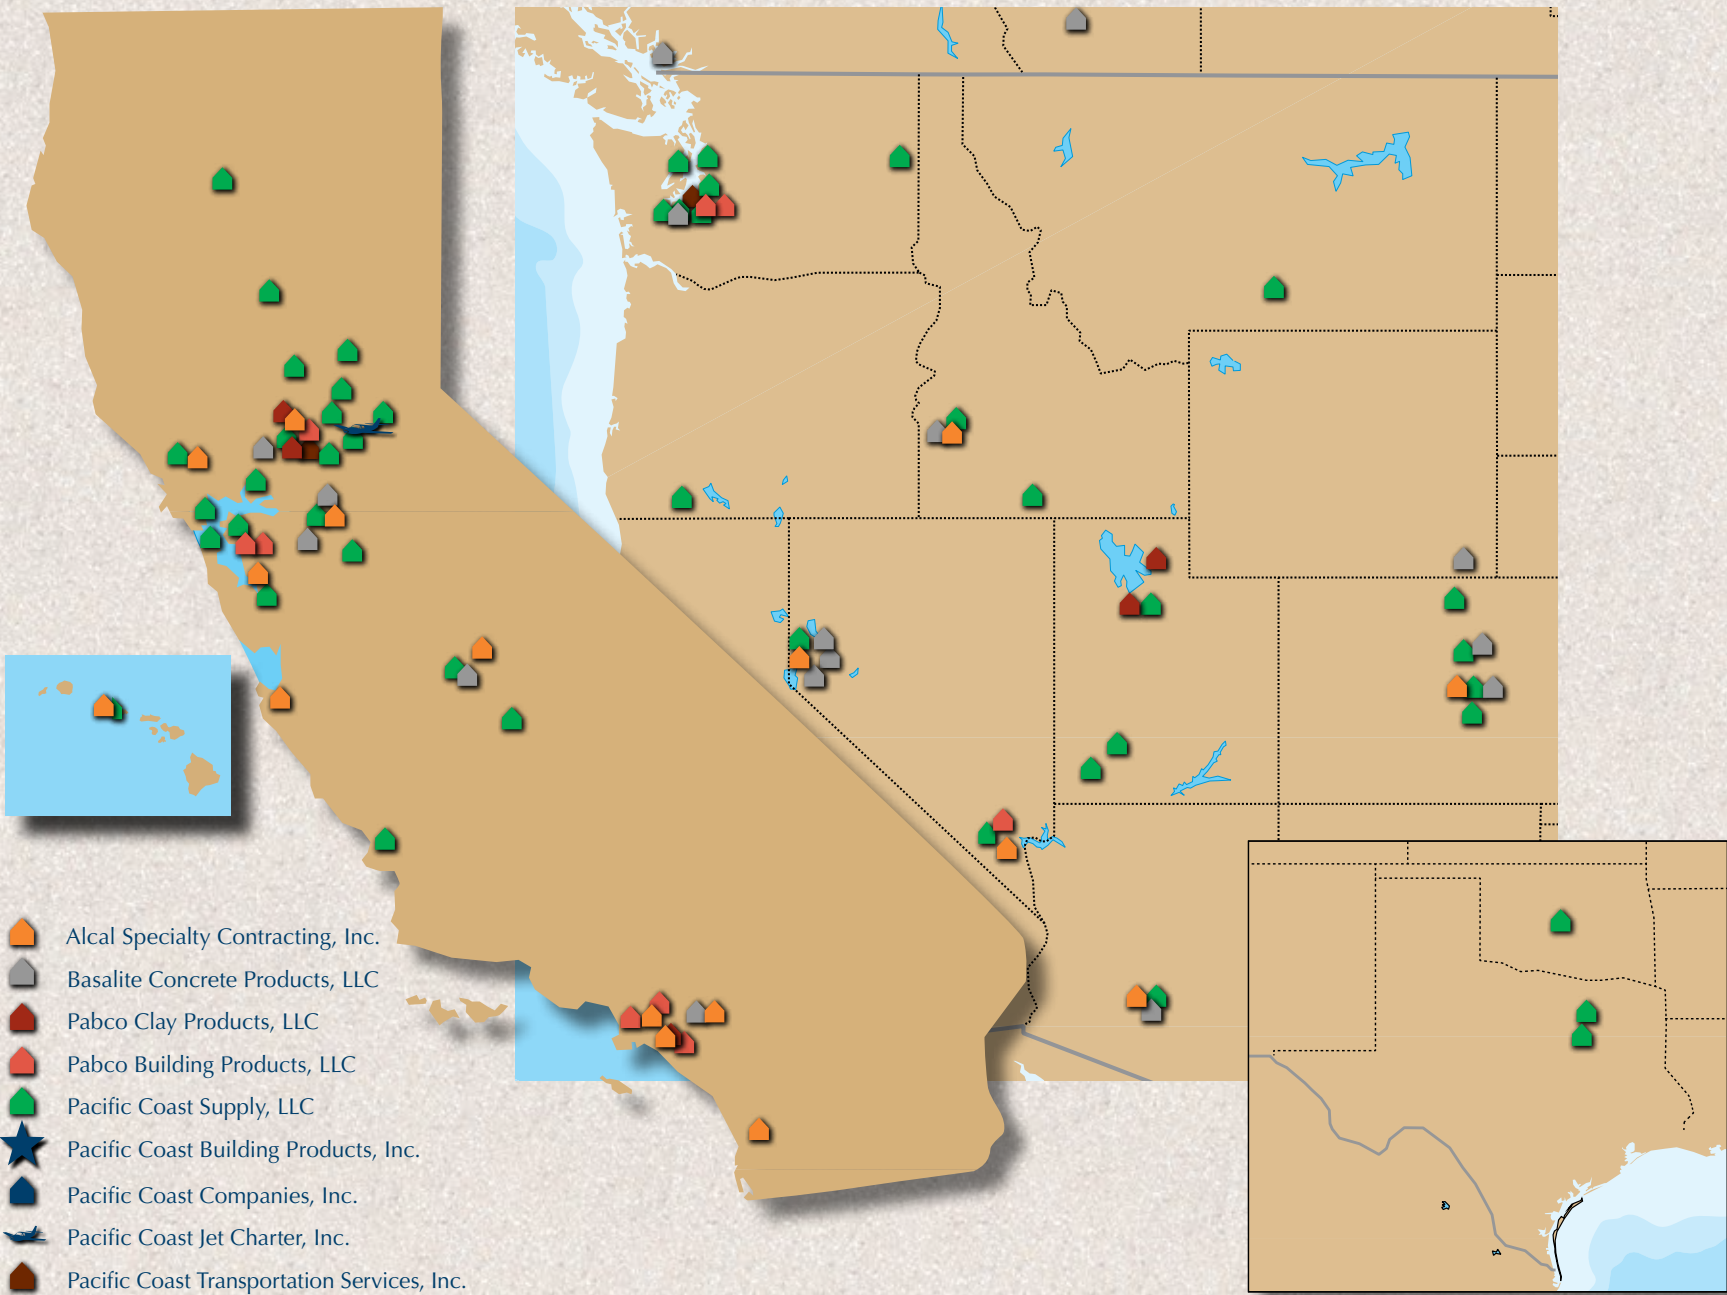 Alcal Specialty Contracting, Inc.
Basalite Concrete Products, LLC
Pabco Clay Products, LLC
Pabco Building Products, LLC
Pacific Coast Supply, LLC
Pacific Coast Building Products, Inc.
Pacific Coast Companies, Inc.
Pacific Coast Jet Charter, Inc.
Pacific Coast Transportation Services, Inc.